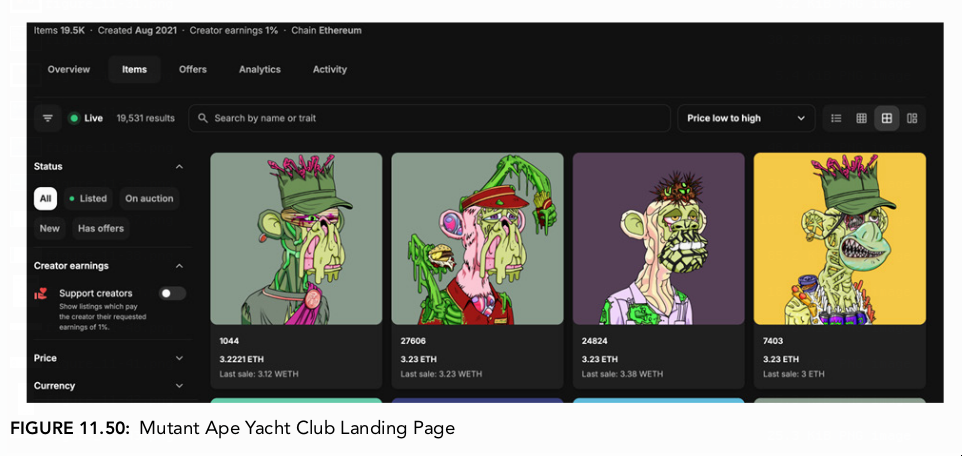 Items 19.5K · Created Aug 2021 · Creator earnings 1% · Chain Ethereum
Overview Items Offers Analytics Activity
Live 19,531 results Search by name or trait Price low to high
Status
All Listed On auction
New Has offers
Creator earnings
Support creators
Show listings which pay
the creator their requested
earnings of 1%.
Price
Currency
1044
3.2221 ETH
Last sale: 3.12 WETH
27606
3.23 ETH
Last sale: 3.23 WETH
24824
3.23 ETH
Last sale: 3.38 WETH
7403
3.23 ETH
Last sale: 3 ETH
FIGURE 11.50: Mutant Ape Yacht Club Landing Page